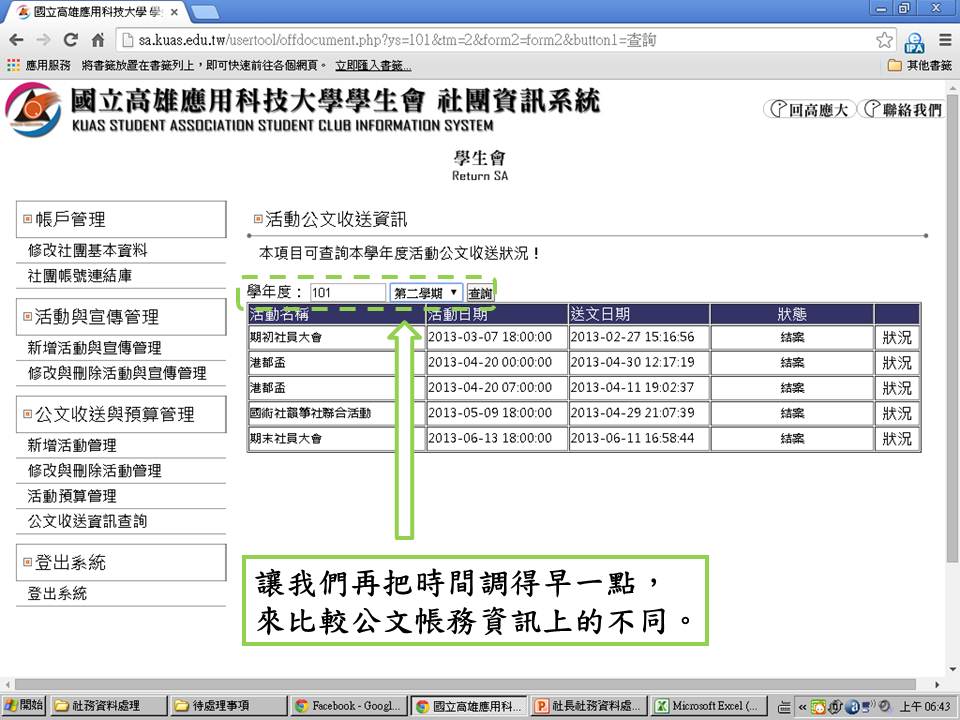 國立高雄應用科技大學 學
sa.kuas.edu.tw/usertool/offdocument.php?ys=101&tm=2&form2=form2&button1=查詢
應用服務 將書籤放置在書籤列上，即可快速前往各個網頁。 立即匯入書籤... 其他書籤
國立高雄應用科技大學學生會 社團資訊系統
KUAS STUDENT ASSOCIATION STUDENT CLUB INFORMATION SYSTEM
回高應大 聯絡我們
學生會
Return SA
帳戶管理
修改社團基本資料
社團帳號連結庫
活動與宣傳管理
新增活動與宣傳管理
修改與刪除活動與宣傳管理
公文收送與預算管理
新增活動管理
修改與刪除活動管理
活動預算管理
公文收送資訊查詢
登出系統
登出系統
活動公文收送資訊
本項目可查詢本學年度活動公文收送狀況！
學年度： 101 第二學期 查詢
活動名稱 活動日期 送文日期 狀態
期初社員大會 2013-03-07 18:00:00 2013-02-27 15:16:56 結案 狀況
港都盃 2013-04-20 00:00:00 2013-04-30 12:17:19 結案 狀況
港都盃 2013-04-20 07:00:00 2013-04-11 19:02:37 結案 狀況
國術社韻箏社聯合活動 2013-05-09 18:00:00 2013-04-29 21:07:39 結案 狀況
期末社員大會 2013-06-13 18:00:00 2013-06-11 16:58:44 結案 狀況
讓我們再把時間調得早一點，
來比較公文帳務資訊上的不同。
開始 社務資料處理 待處理事項 Facebook - Googl... 國立高雄應用科... 社長社務資料處... Microsoft Excel (... 上午 06:43